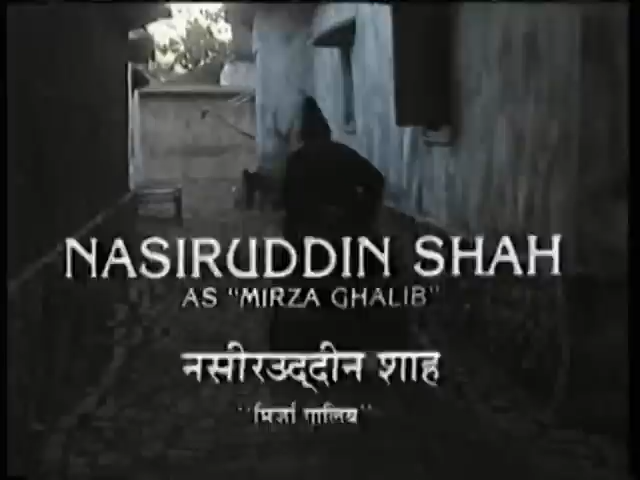 NASIRUDDIN SHAH
AS "MIRZA GHALIB"
नसीरउद्दीन शाह
"मिर्जा गालिब"